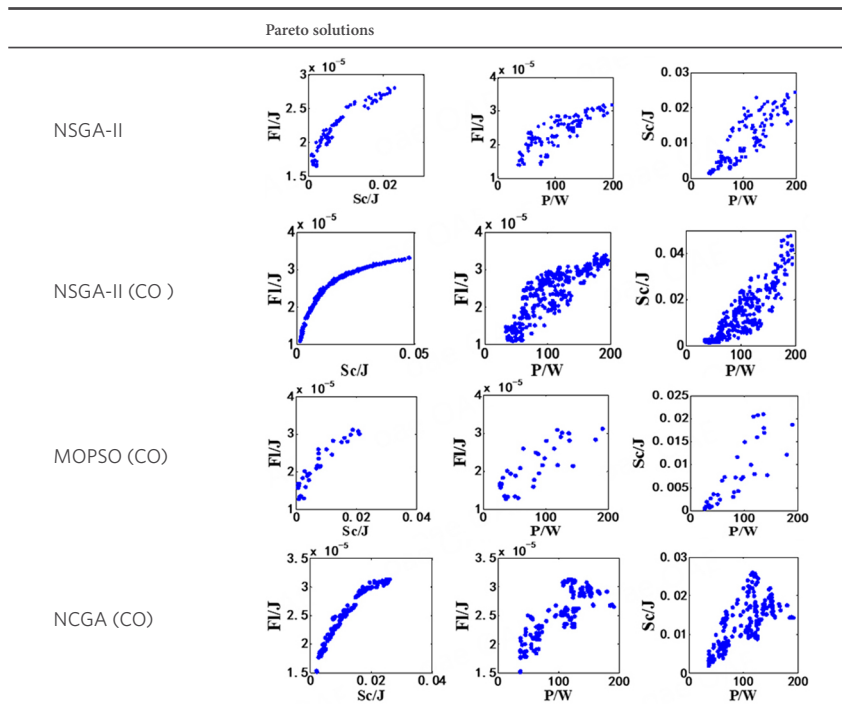 Pareto solutions
NSGA-II
× 10⁻⁵
3
2.5
2
1.5
0
0.02
Fl/J
Sc/J
× 10⁻⁵
4
3
2
1
0
100
200
Fl/J
P/W
0.03
0.02
0.01
0
0
100
200
Sc/J
P/W
NSGA-II (CO )
4 × 10⁻⁵
3
2
1
0
0.05
Fl/J
Sc/J
4 × 10⁻⁵
3
2
1
0
100
200
Fl/J
P/W
0.04
0.02
0
0
100
200
Sc/J
P/W
MOPSO (CO)
4 × 10⁻⁵
3
2
1
0
0.02
0.04
Fl/J
Sc/J
4 × 10⁻⁵
3
2
1
0
100
200
Fl/J
P/W
0.025
0.02
0.015
0.01
0.005
0
0
100
200
Sc/J
P/W
NCGA (CO)
3.5 × 10⁻⁵
3
2.5
2
1.5
0
0.02
0.04
Fl/J
Sc/J
3.5 × 10⁻⁵
3
2.5
2
1.5
0
100
200
Fl/J
P/W
0.03
0.02
0.01
0
0
100
200
Sc/J
P/W